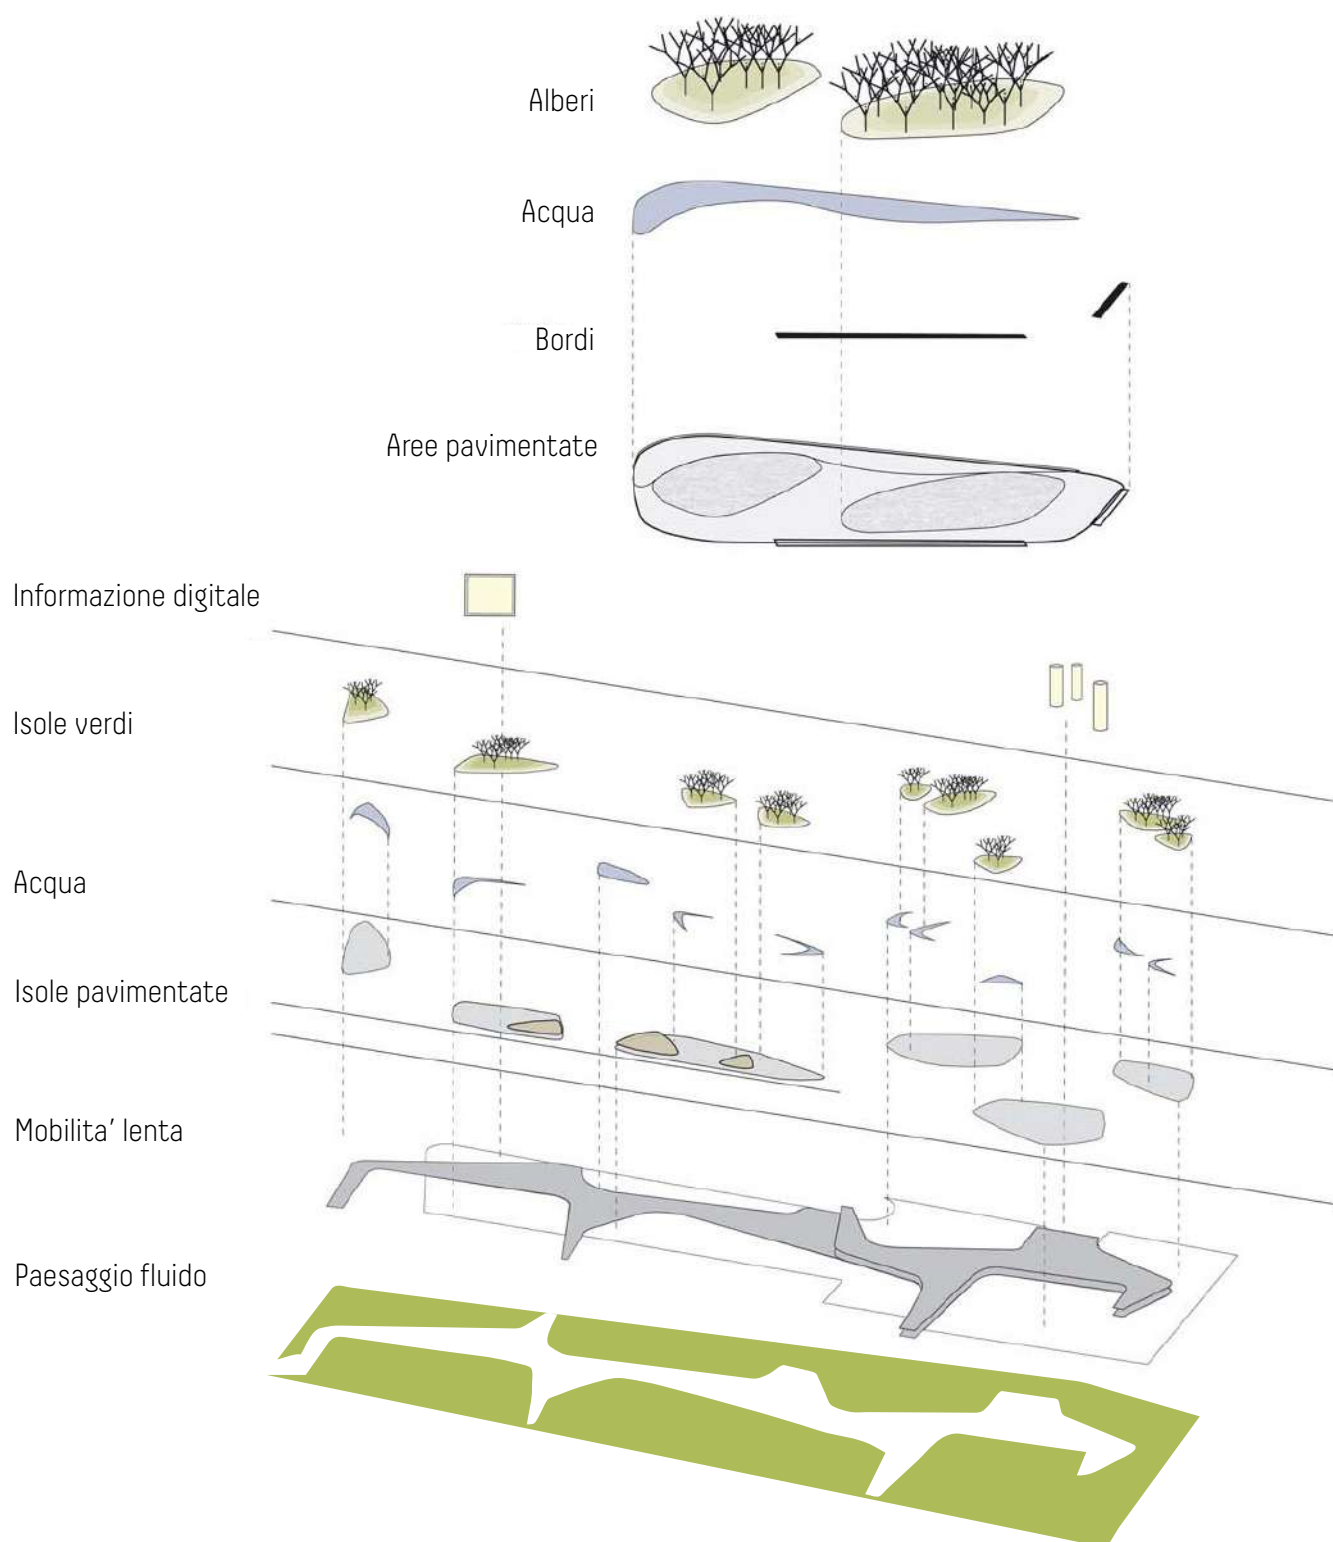 Alberi
Acqua
Bordi
Aree pavimentate
Informazione digitale
Isole verdi
Acqua
Isole pavimentate
Mobilita' lenta
Paesaggio fluido